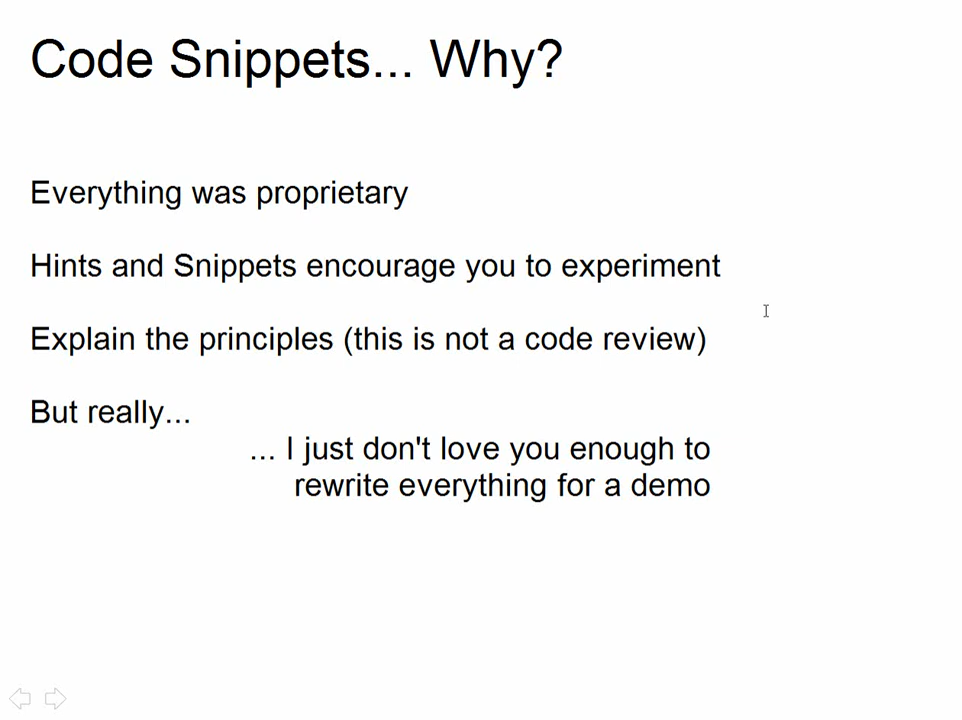 Code Snippets... Why?
Everything was proprietary
Hints and Snippets encourage you to experiment
Explain the principles (this is not a code review)
But really...
... I just don't love you enough to
rewrite everything for a demo